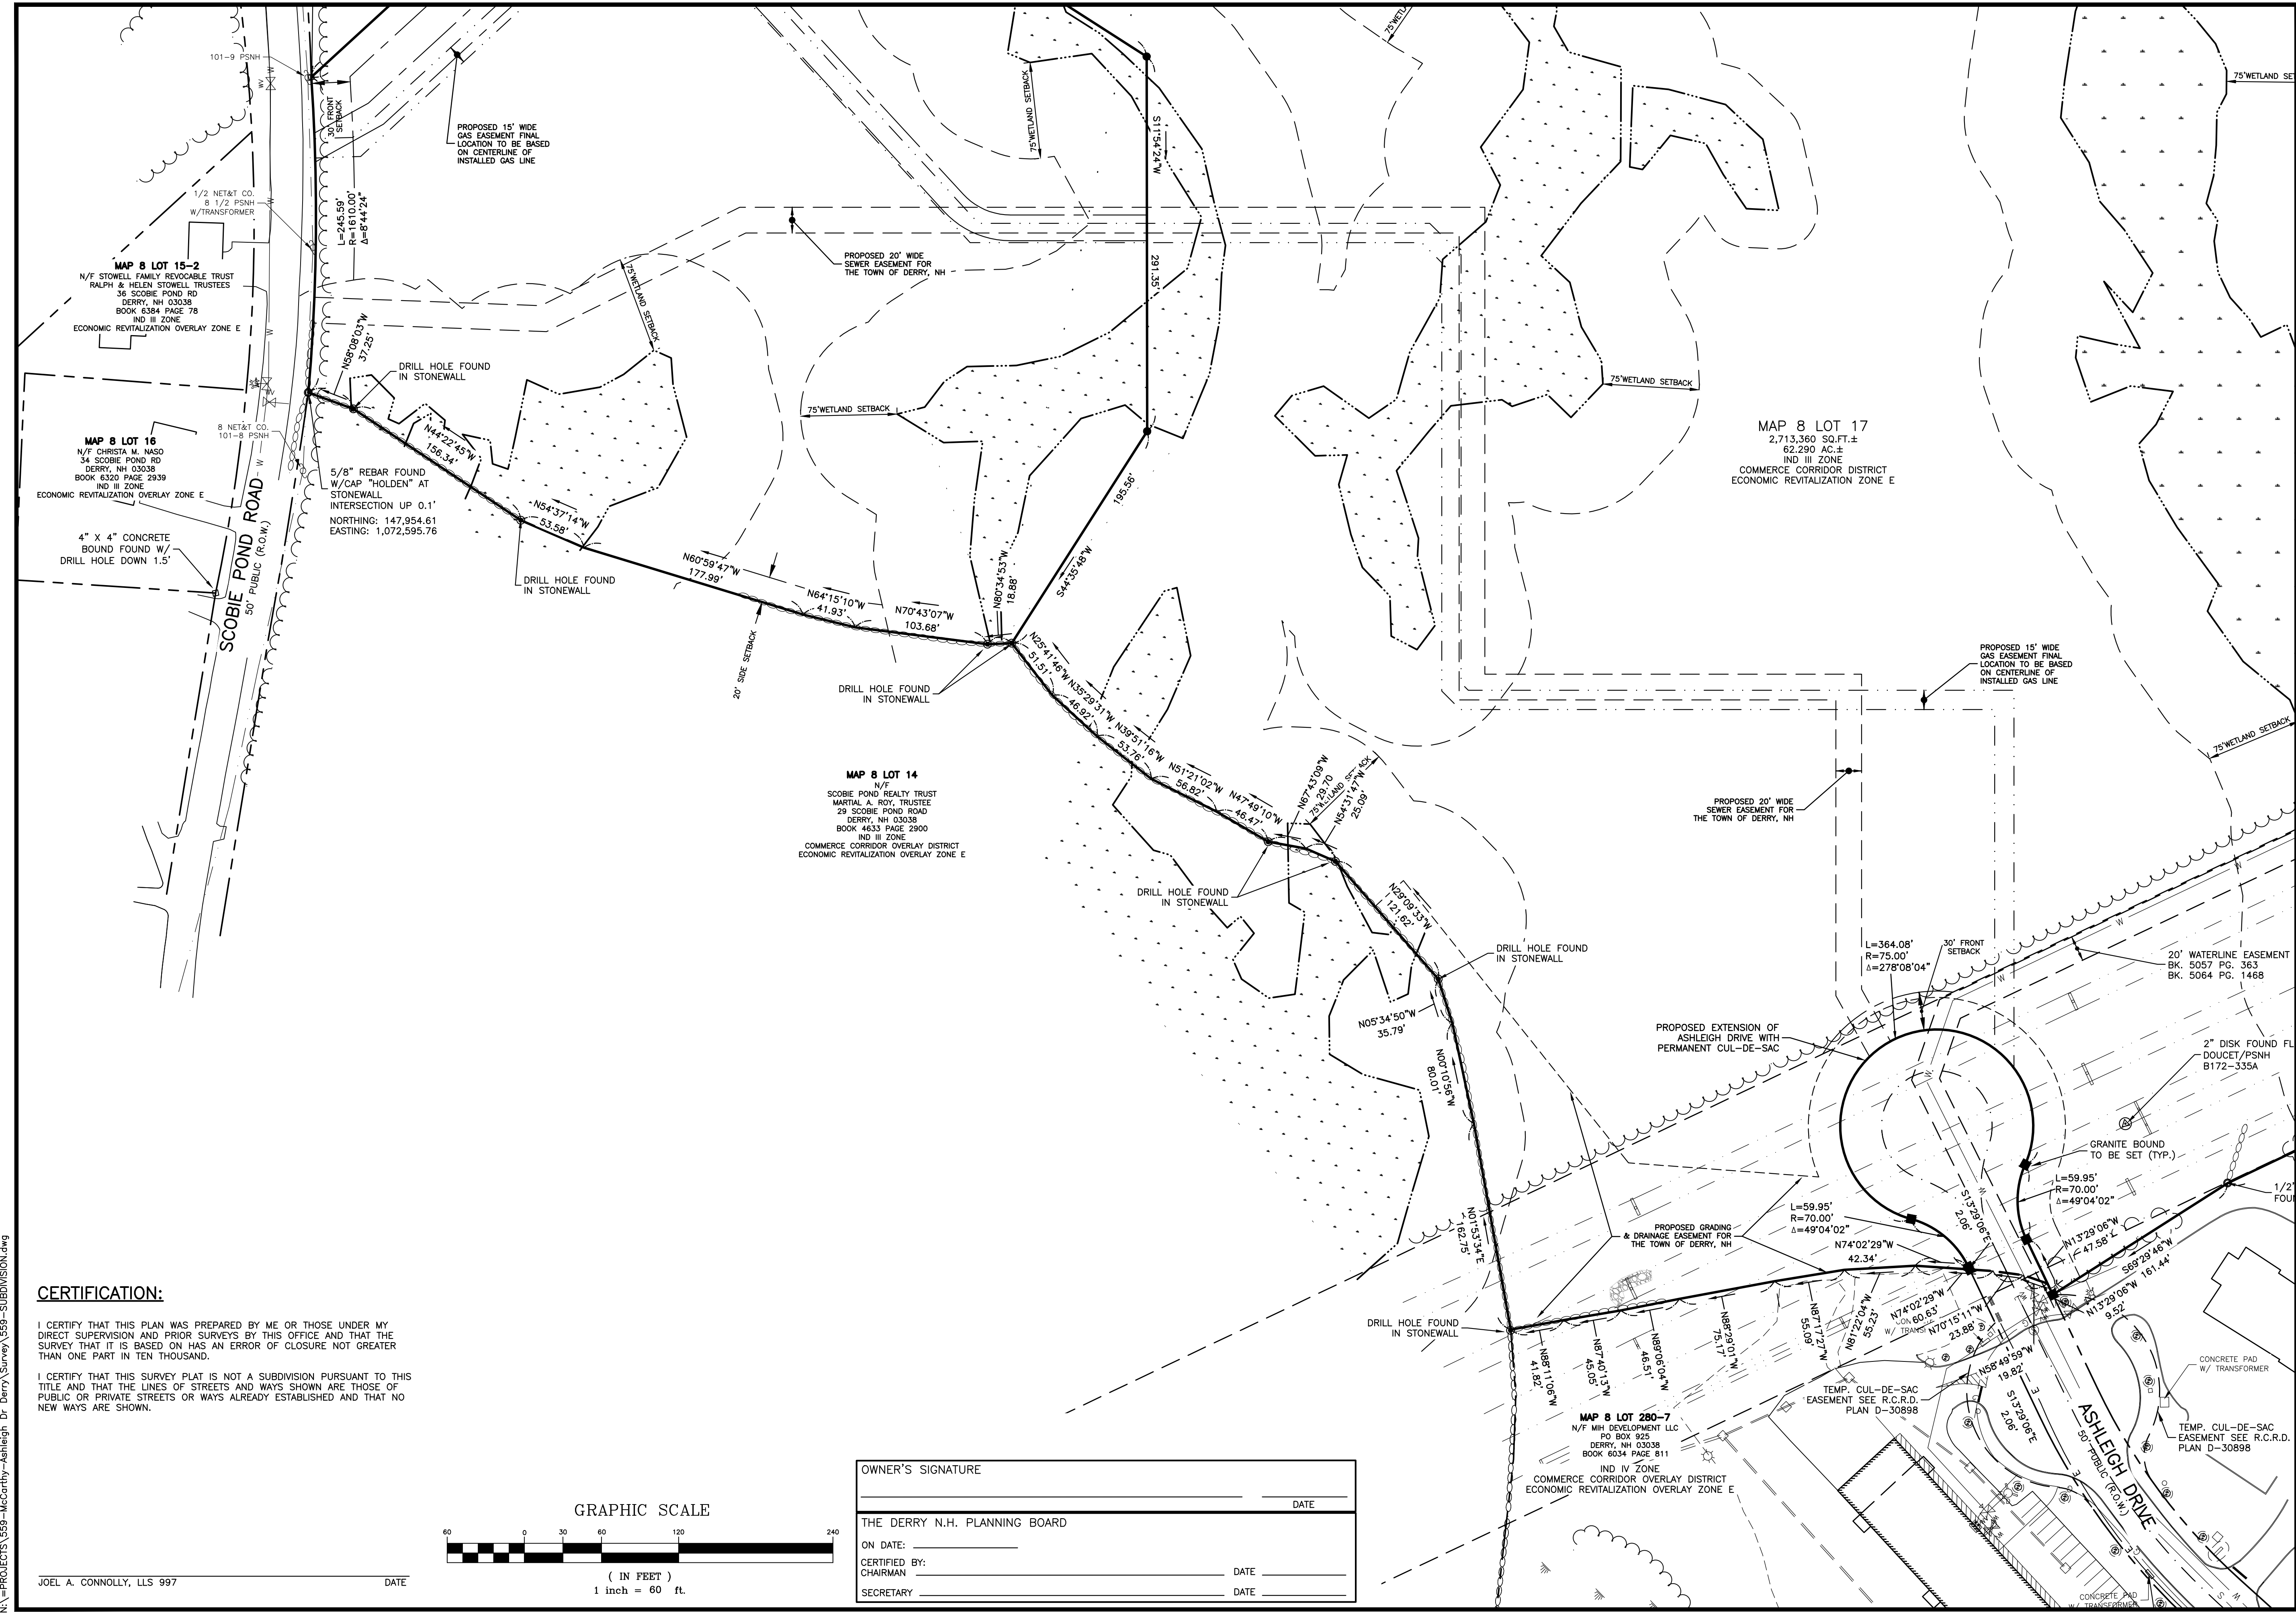 101-9 PSNH
WV
W
30' FRONT
SETBACK
PROPOSED 15' WIDE
GAS EASEMENT FINAL
LOCATION TO BE BASED
ON CENTERLINE OF
INSTALLED GAS LINE
75'WETLAND SETBACK
S11°54'24"W
291.35'
75'WETL
75'WETLAND SET
1/2 NET&T CO.
8 1/2 PSNH
W/TRANSFORMER
L=245.59'
R=1610.00'
Δ=8°44'24"
MAP 8 LOT 15-2
N/F STOWELL FAMILY REVOCABLE TRUST
RALPH & HELEN STOWELL TRUSTEES
36 SCOBIE POND RD
DERRY, NH 03038
BOOK 6384 PAGE 78
IND III ZONE
ECONOMIC REVITALIZATION OVERLAY ZONE E
PROPOSED 20' WIDE
SEWER EASEMENT FOR
THE TOWN OF DERRY, NH
75'WETLAND SETBACK
N58°08'03"W
37.25'
DRILL HOLE FOUND
IN STONEWALL
75'WETLAND SETBACK
75'WETLAND SETBACK
MAP 8 LOT 17
2,713,360 SQ.FT.±
62.290 AC.±
IND III ZONE
COMMERCE CORRIDOR DISTRICT
ECONOMIC REVITALIZATION ZONE E
8 NET&T CO.
101-8 PSNH
MAP 8 LOT 16
N/F CHRISTA M. NASO
34 SCOBIE POND RD
DERRY, NH 03038
BOOK 6320 PAGE 2939
IND III ZONE
ECONOMIC REVITALIZATION OVERLAY ZONE E
N44°22'45"W
156.34'
5/8" REBAR FOUND
W/CAP "HOLDEN" AT
STONEWALL
INTERSECTION UP 0.1'
NORTHING: 147,954.61
EASTING: 1,072,595.76
N54°37'14"W
53.58'
195.56'
S44°35'48"W
4" X 4" CONCRETE
BOUND FOUND W/
DRILL HOLE DOWN 1.5'
SCOBIE POND ROAD
50' PUBLIC (R.O.W.)
DRILL HOLE FOUND
IN STONEWALL
N60°59'47"W
177.99'
N64°15'10"W
41.93'
N70°43'07"W
103.68'
N80°34'53"W
18.88'
20' SIDE SETBACK
DRILL HOLE FOUND
IN STONEWALL
N25°41'46"W
51.51'
N35°29'31"W
46.92'
N39°51'16"W
53.76'
N51°21'02"W
56.82'
N47°49'10"W
46.47'
N67°43'09"W
29.70
N54°31'47"W
25.09'
PROPOSED 15' WIDE
GAS EASEMENT FINAL
LOCATION TO BE BASED
ON CENTERLINE OF
INSTALLED GAS LINE
75'WETLAND SETBACK
MAP 8 LOT 14
N/F
SCOBIE POND REALTY TRUST
MARTIAL A. ROY, TRUSTEE
29 SCOBIE POND ROAD
DERRY, NH 03038
BOOK 4633 PAGE 2900
IND III ZONE
COMMERCE CORRIDOR OVERLAY DISTRICT
ECONOMIC REVITALIZATION OVERLAY ZONE E
PROPOSED 20' WIDE
SEWER EASEMENT FOR
THE TOWN OF DERRY, NH
DRILL HOLE FOUND
IN STONEWALL
N29°09'33"W
121.62'
DRILL HOLE FOUND
IN STONEWALL
N05°34'50"W
35.79'
N00°10'56"W
80.01'
L=364.08'
R=75.00'
Δ=278°08'04"
30' FRONT
SETBACK
20' WATERLINE EASEMENT
BK. 5057 PG. 363
BK. 5064 PG. 1468
PROPOSED EXTENSION OF
ASHLEIGH DRIVE WITH
PERMANENT CUL-DE-SAC
2" DISK FOUND FL
DOUCET/PSNH
B172-335A
GRANITE BOUND
TO BE SET (TYP.)
L=59.95'
R=70.00'
Δ=49°04'02"
1/2"
FOUN
N01°53'34"E
162.75'
PROPOSED GRADING
& DRAINAGE EASEMENT FOR
THE TOWN OF DERRY, NH
L=59.95'
R=70.00'
Δ=49°04'02"
N74°02'29"W
42.34'
S13°29'06"E
2.06'
N13°29'06"W
47.58'
S69°29'46"W
161.44'
N13°29'06"W
9.52'
DRILL HOLE FOUND
IN STONEWALL
N88°11'06"W
41.82'
N87°40'13"W
45.05'
N89°06'04"W
46.51'
N88°29'01"W
75.17'
N87°17'27"W
55.09'
N81°22'04"W
55.23'
N74°02'29"W
60.63'
N70°15'11"W
23.88'
N58°49'59"W
19.82'
S13°29'06"E
2.06'
CONCRETE PAD
W/ TRANSFORMER
TEMP. CUL-DE-SAC
EASEMENT SEE R.C.R.D.
PLAN D-30898
ASHLEIGH DRIVE
50' PUBLIC (R.O.W.)
TEMP. CUL-DE-SAC
EASEMENT SEE R.C.R.D.
PLAN D-30898
MAP 8 LOT 280-7
N/F MIH DEVELOPMENT LLC
PO BOX 925
DERRY, NH 03038
BOOK 6034 PAGE 811
IND IV ZONE
COMMERCE CORRIDOR OVERLAY DISTRICT
ECONOMIC REVITALIZATION OVERLAY ZONE E
CONCRETE PAD
W/ TRANSFORMER
CERTIFICATION:
I CERTIFY THAT THIS PLAN WAS PREPARED BY ME OR THOSE UNDER MY
DIRECT SUPERVISION AND PRIOR SURVEYS BY THIS OFFICE AND THAT THE
SURVEY THAT IT IS BASED ON HAS AN ERROR OF CLOSURE NOT GREATER
THAN ONE PART IN TEN THOUSAND.
I CERTIFY THAT THIS SURVEY PLAT IS NOT A SUBDIVISION PURSUANT TO THIS
TITLE AND THAT THE LINES OF STREETS AND WAYS SHOWN ARE THOSE OF
PUBLIC OR PRIVATE STREETS OR WAYS ALREADY ESTABLISHED AND THAT NO
NEW WAYS ARE SHOWN.
JOEL A. CONNOLLY, LLS 997 DATE
GRAPHIC SCALE
60 0 30 60 120 240
( IN FEET )
1 inch = 60 ft.
OWNER'S SIGNATURE
DATE
THE DERRY N.H. PLANNING BOARD
ON DATE:
CERTIFIED BY:
CHAIRMAN DATE
SECRETARY DATE
N:\=PROJECTS\559-McCarthy-Ashleigh Dr Derry\Survey\559-SUBDIVISION.dwg